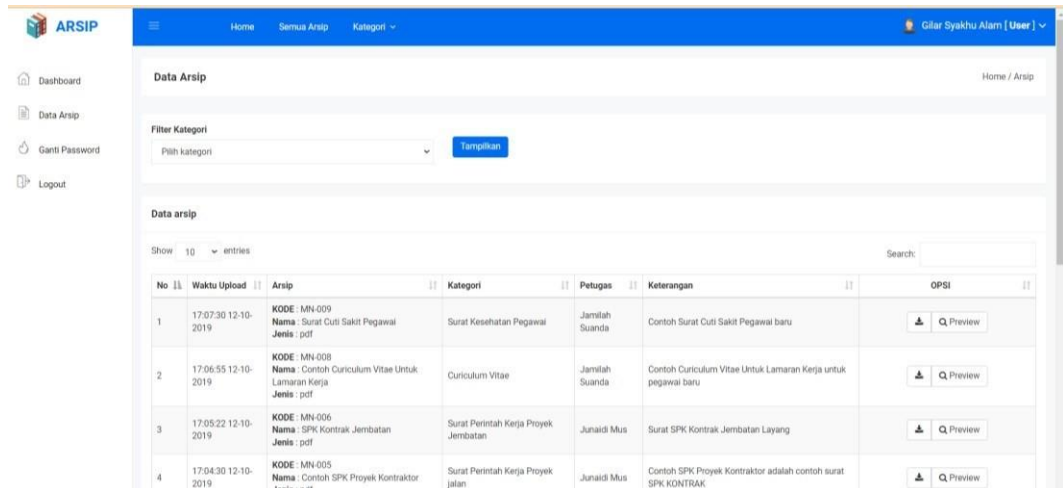 ARSIP
Home Semua Arsip Kategori
Gilar Syakhu Alam [ User ]
Dashboard
Data Arsip
Ganti Password
Logout
Data Arsip
Home / Arsip
Filter Kategori
Pilih kategori
Tampilkan
Data arsip
Show 10 entries
Search:
No Waktu Upload Arsip Kategori Petugas Keterangan OPSI
1
17:07:30 12-10-
2019
KODE : MN-009
Nama : Surat Cuti Sakit Pegawai
Jenis : pdf
Surat Kesehatan Pegawai
Jamilah
Suanda
Contoh Surat Cuti Sakit Pegawai baru
Preview
2
17:06:55 12-10-
2019
KODE : MN-008
Nama : Contoh Curiculum Vitae Untuk
Lamaran Kerja
Jenis : pdf
Curiculum Vitae
Jamilah
Suanda
Contoh Curiculum Vitae Untuk Lamaran Kerja untuk
pegawai baru
Preview
3
17:05:22 12-10-
2019
KODE : MN-006
Nama : SPK Kontrak Jembatan
Jenis : pdf
Surat Perintah Kerja Proyek
Jembatan
Junaidi Mus
Surat SPK Kontrak Jembatan Layang
Preview
4
17:04:30 12-10-
2019
KODE : MN-005
Nama : Contoh SPK Proyek Kontraktor
Surat Perintah Kerja Proyek
jalan
Junaidi Mus
Contoh SPK Proyek Kontraktor adalah contoh surat
SPK KONTRAK
Preview